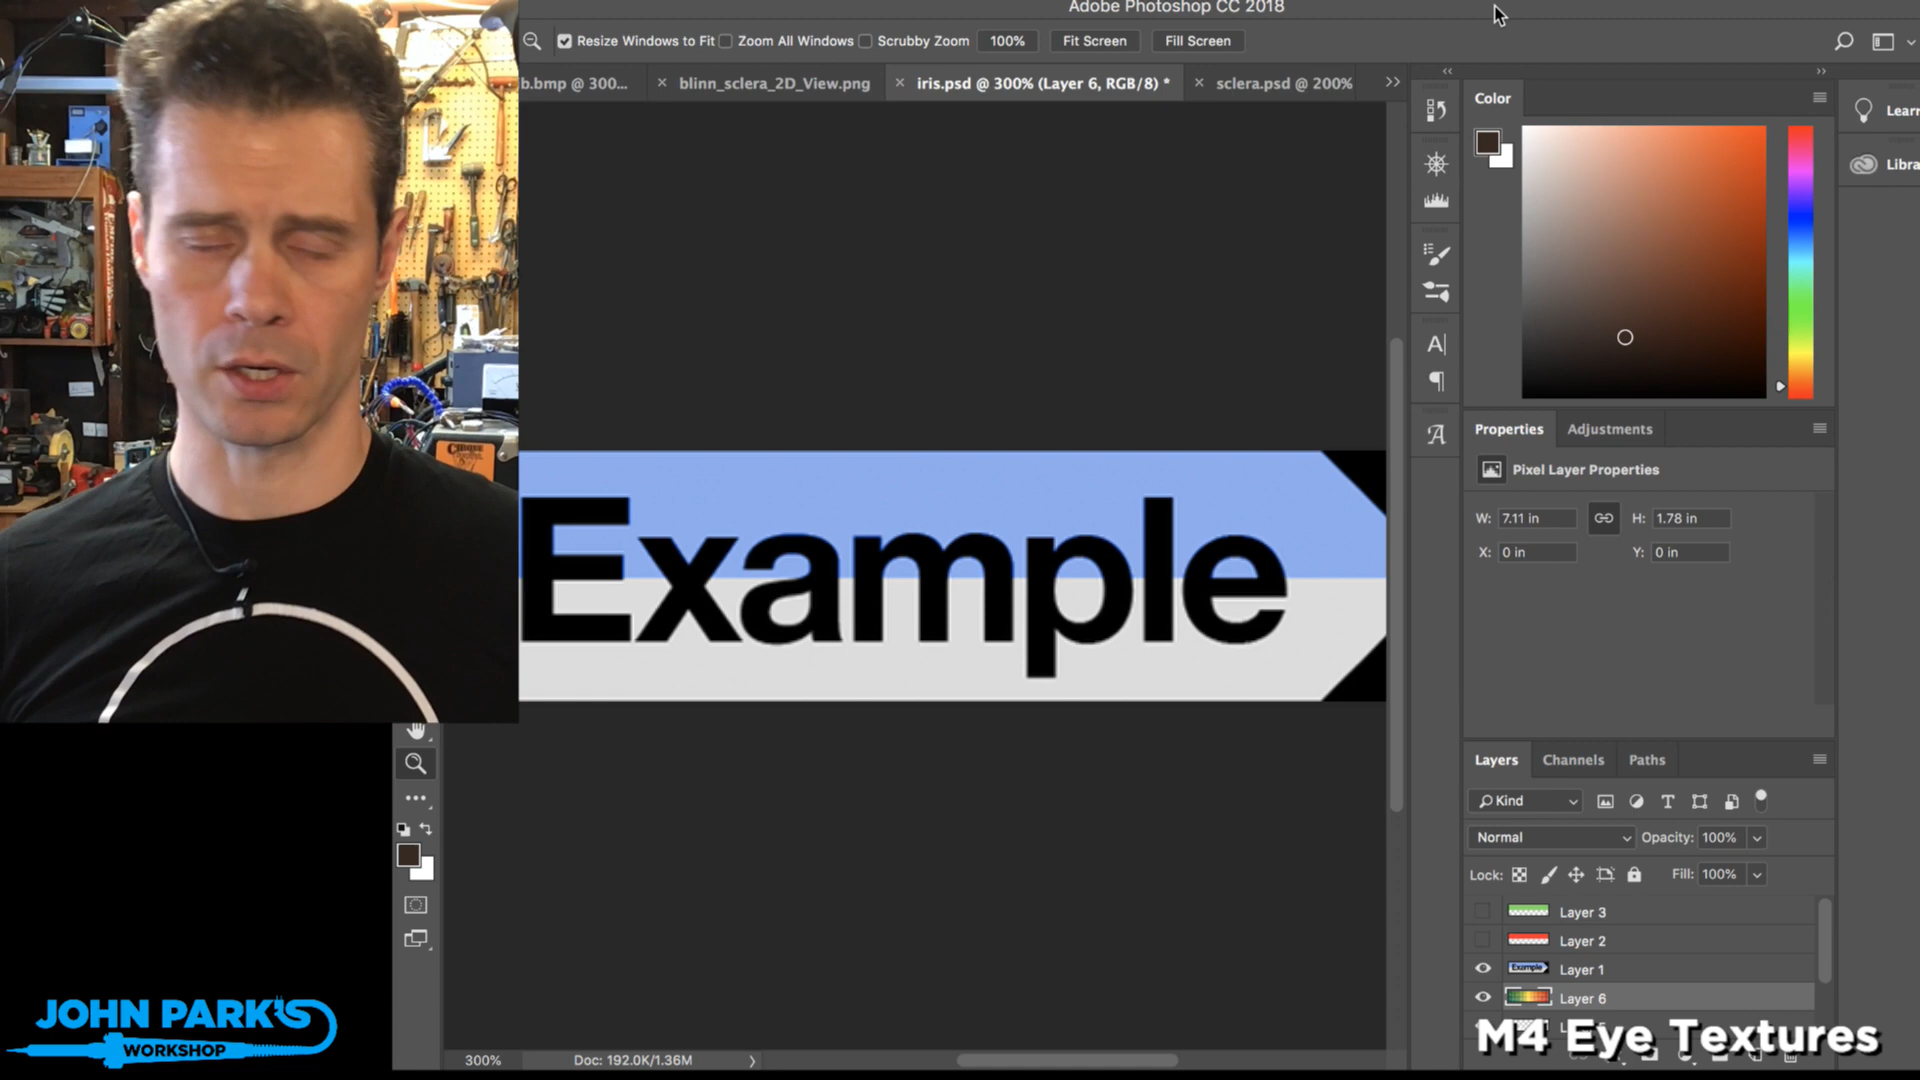 Adobe Photoshop CC 2018
Resize Windows to Fit Zoom All Windows Scrubby Zoom 100% Fit Screen Fill Screen
b.bmp @ 300... × blinn_sclera_2D_View.png × iris.psd @ 300% (Layer 6, RGB/8) * × sclera.psd @ 200% >>
Color
Learn
Libra
Example
Properties Adjustments
Pixel Layer Properties
W: 7.11 in H: 1.78 in
X: 0 in Y: 0 in
Layers Channels Paths
Kind
Normal Opacity: 100%
Lock: Fill: 100%
Layer 3
Layer 2
Example Layer 1
Layer 6
M4 Eye Textures
300% Doc: 192.0K/1.36M
JOHN PARK'S
WORKSHOP